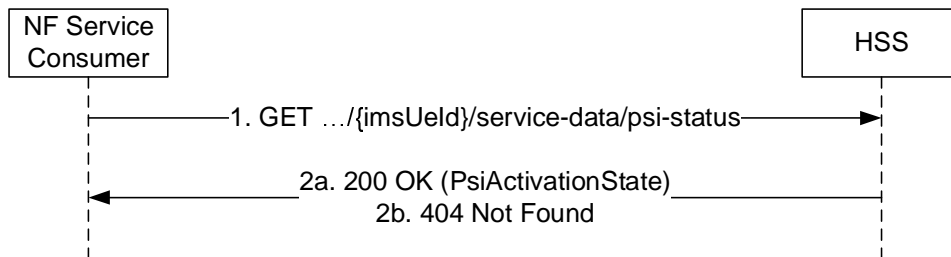 NF Service
Consumer
HSS
1. GET …/{imsUeId}/service-data/psi-status
2a. 200 OK (PsiActivationState)
2b. 404 Not Found